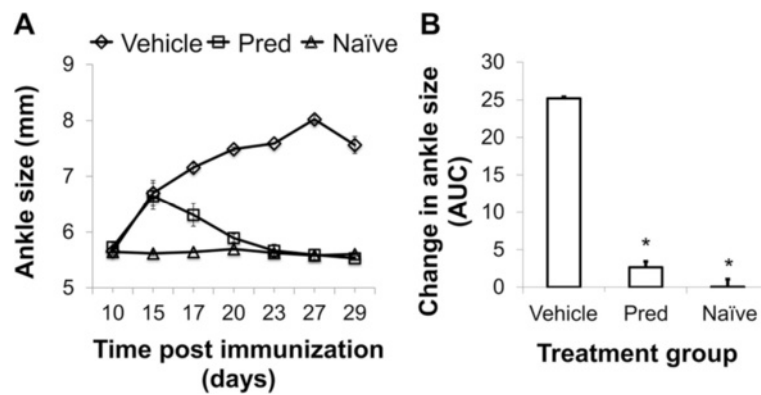 A
Vehicle Pred Naïve
Ankle size (mm)
9
8
7
6
5
10 15 17 20 23 27 29
Time post immunization
(days)
B
Change in ankle size
(AUC)
30
25
20
15
10
5
0
*
*
Vehicle Pred Naïve
Treatment group